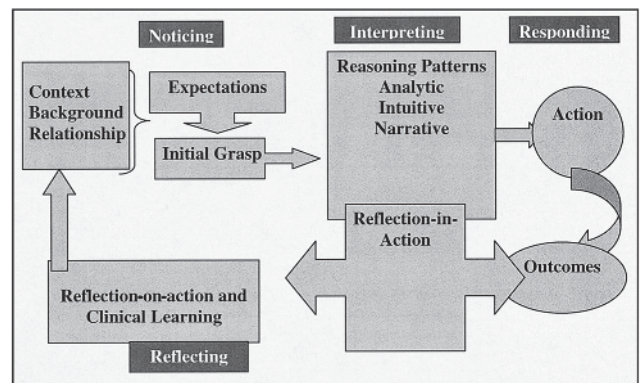 Noticing
Interpreting
Responding
Context
Background
Relationship
Expectations
Initial Grasp
Reasoning Patterns
Analytic
Intuitive
Narrative
Action
Reflection-in-
Action
Outcomes
Reflection-on-action and
Clinical Learning
Reflecting